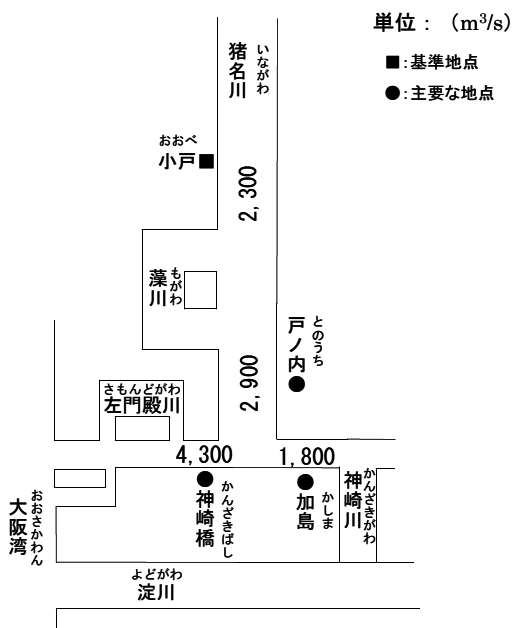 単位：（m³/s）
■：基準地点
●：主要な地点
猪名川
いながわ
おおべ
小戸■
2,300
藻川
もがわ
戸ノ内
とのうち
2,900
さもんどがわ
左門殿川
4,300
1,800
神崎橋
かんざきばし
加島
かしま
神崎川
かんざきがわ
大阪湾
おおさかわん
よどがわ
淀川